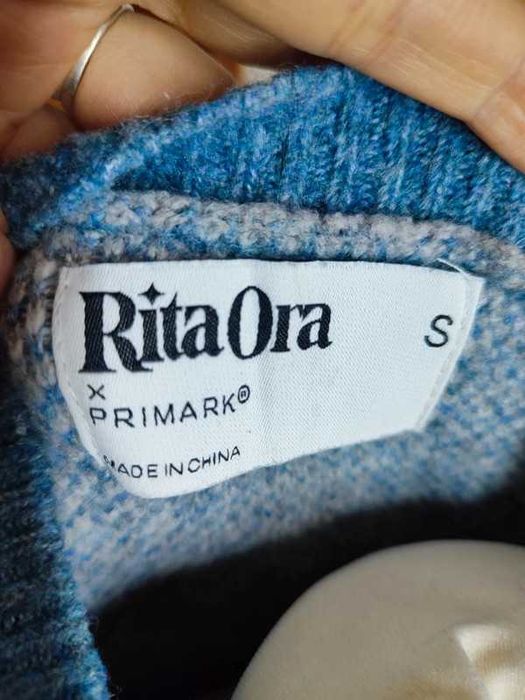 Rita Ora
S
X
PRIMARK®
MADE IN CHINA